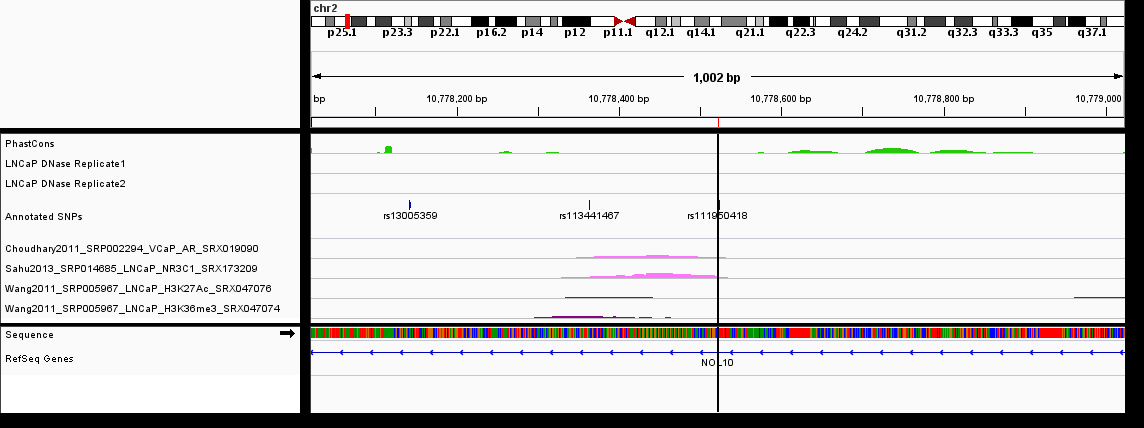 chr2
p25.1 p23.3 p22.1 p16.2 p14 p12 p11.1 q12.1 q14.1 q21.1 q22.3 q24.2 q31.2 q32.3 q33.3 q35 q37.1
1,002 bp
bp 10,778,200 bp 10,778,400 bp 10,778,600 bp 10,778,800 bp 10,779,000
PhastCons
LNCaP DNase Replicate1
LNCaP DNase Replicate2
Annotated SNPs rs13005359 rs113441467 rs111950418
Choudhary2011_SRP002294_VCaP_AR_SRX019090
Sahu2013_SRP014685_LNCaP_NR3C1_SRX173209
Wang2011_SRP005967_LNCaP_H3K27Ac_SRX047076
Wang2011_SRP005967_LNCaP_H3K36me3_SRX047074
Sequence
RefSeq Genes
NOL10